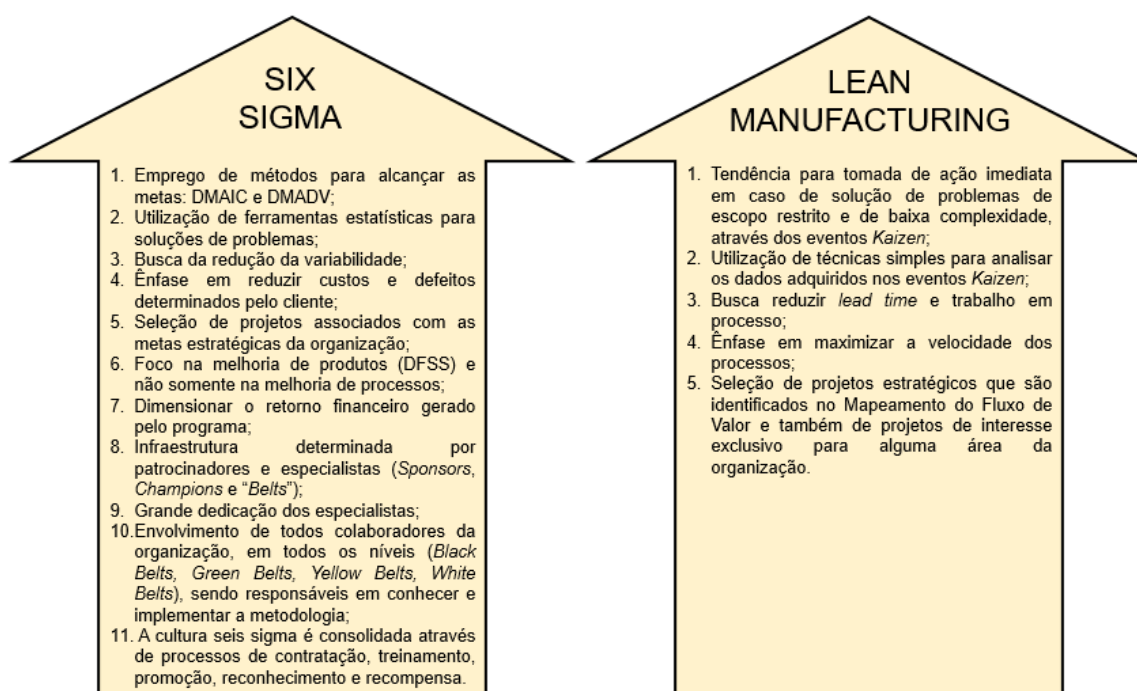 SIX
SIGMA
1. Emprego de métodos para alcançar as
metas: DMAIC e DMADV;
2. Utilização de ferramentas estatísticas para
soluções de problemas;
3. Busca da redução da variabilidade;
4. Ênfase em reduzir custos e defeitos
determinados pelo cliente;
5. Seleção de projetos associados com as
metas estratégicas da organização;
6. Foco na melhoria de produtos (DFSS) e
não somente na melhoria de processos;
7. Dimensionar o retorno financeiro gerado
pelo programa;
8. Infraestrutura determinada por
patrocinadores e especialistas (Sponsors,
Champions e “Belts”);
9. Grande dedicação dos especialistas;
10.Envolvimento de todos colaboradores da
organização, em todos os níveis (Black
Belts, Green Belts, Yellow Belts, White
Belts), sendo responsáveis em conhecer e
implementar a metodologia;
11. A cultura seis sigma é consolidada através
de processos de contratação, treinamento,
promoção, reconhecimento e recompensa.
LEAN
MANUFACTURING
1. Tendência para tomada de ação imediata
em caso de solução de problemas de
escopo restrito e de baixa complexidade,
através dos eventos Kaizen;
2. Utilização de técnicas simples para analisar
os dados adquiridos nos eventos Kaizen;
3. Busca reduzir lead time e trabalho em
processo;
4. Ênfase em maximizar a velocidade dos
processos;
5. Seleção de projetos estratégicos que são
identificados no Mapeamento do Fluxo de
Valor e também de projetos de interesse
exclusivo para alguma área da
organização.